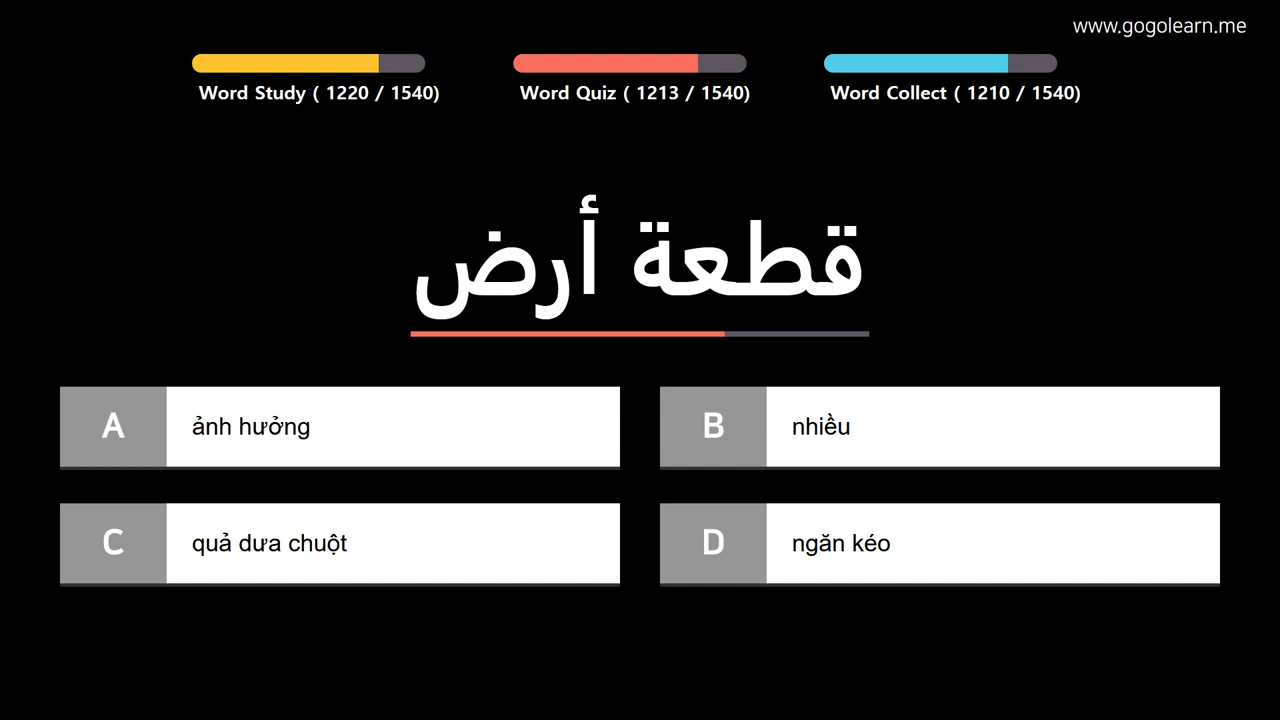 www.gogolearn.me
Word Study ( 1220 / 1540)
Word Quiz ( 1213 / 1540)
Word Collect ( 1210 / 1540)
قطعة أرض
A
ảnh hưởng
B
nhiều
C
quả dưa chuột
D
ngăn kéo